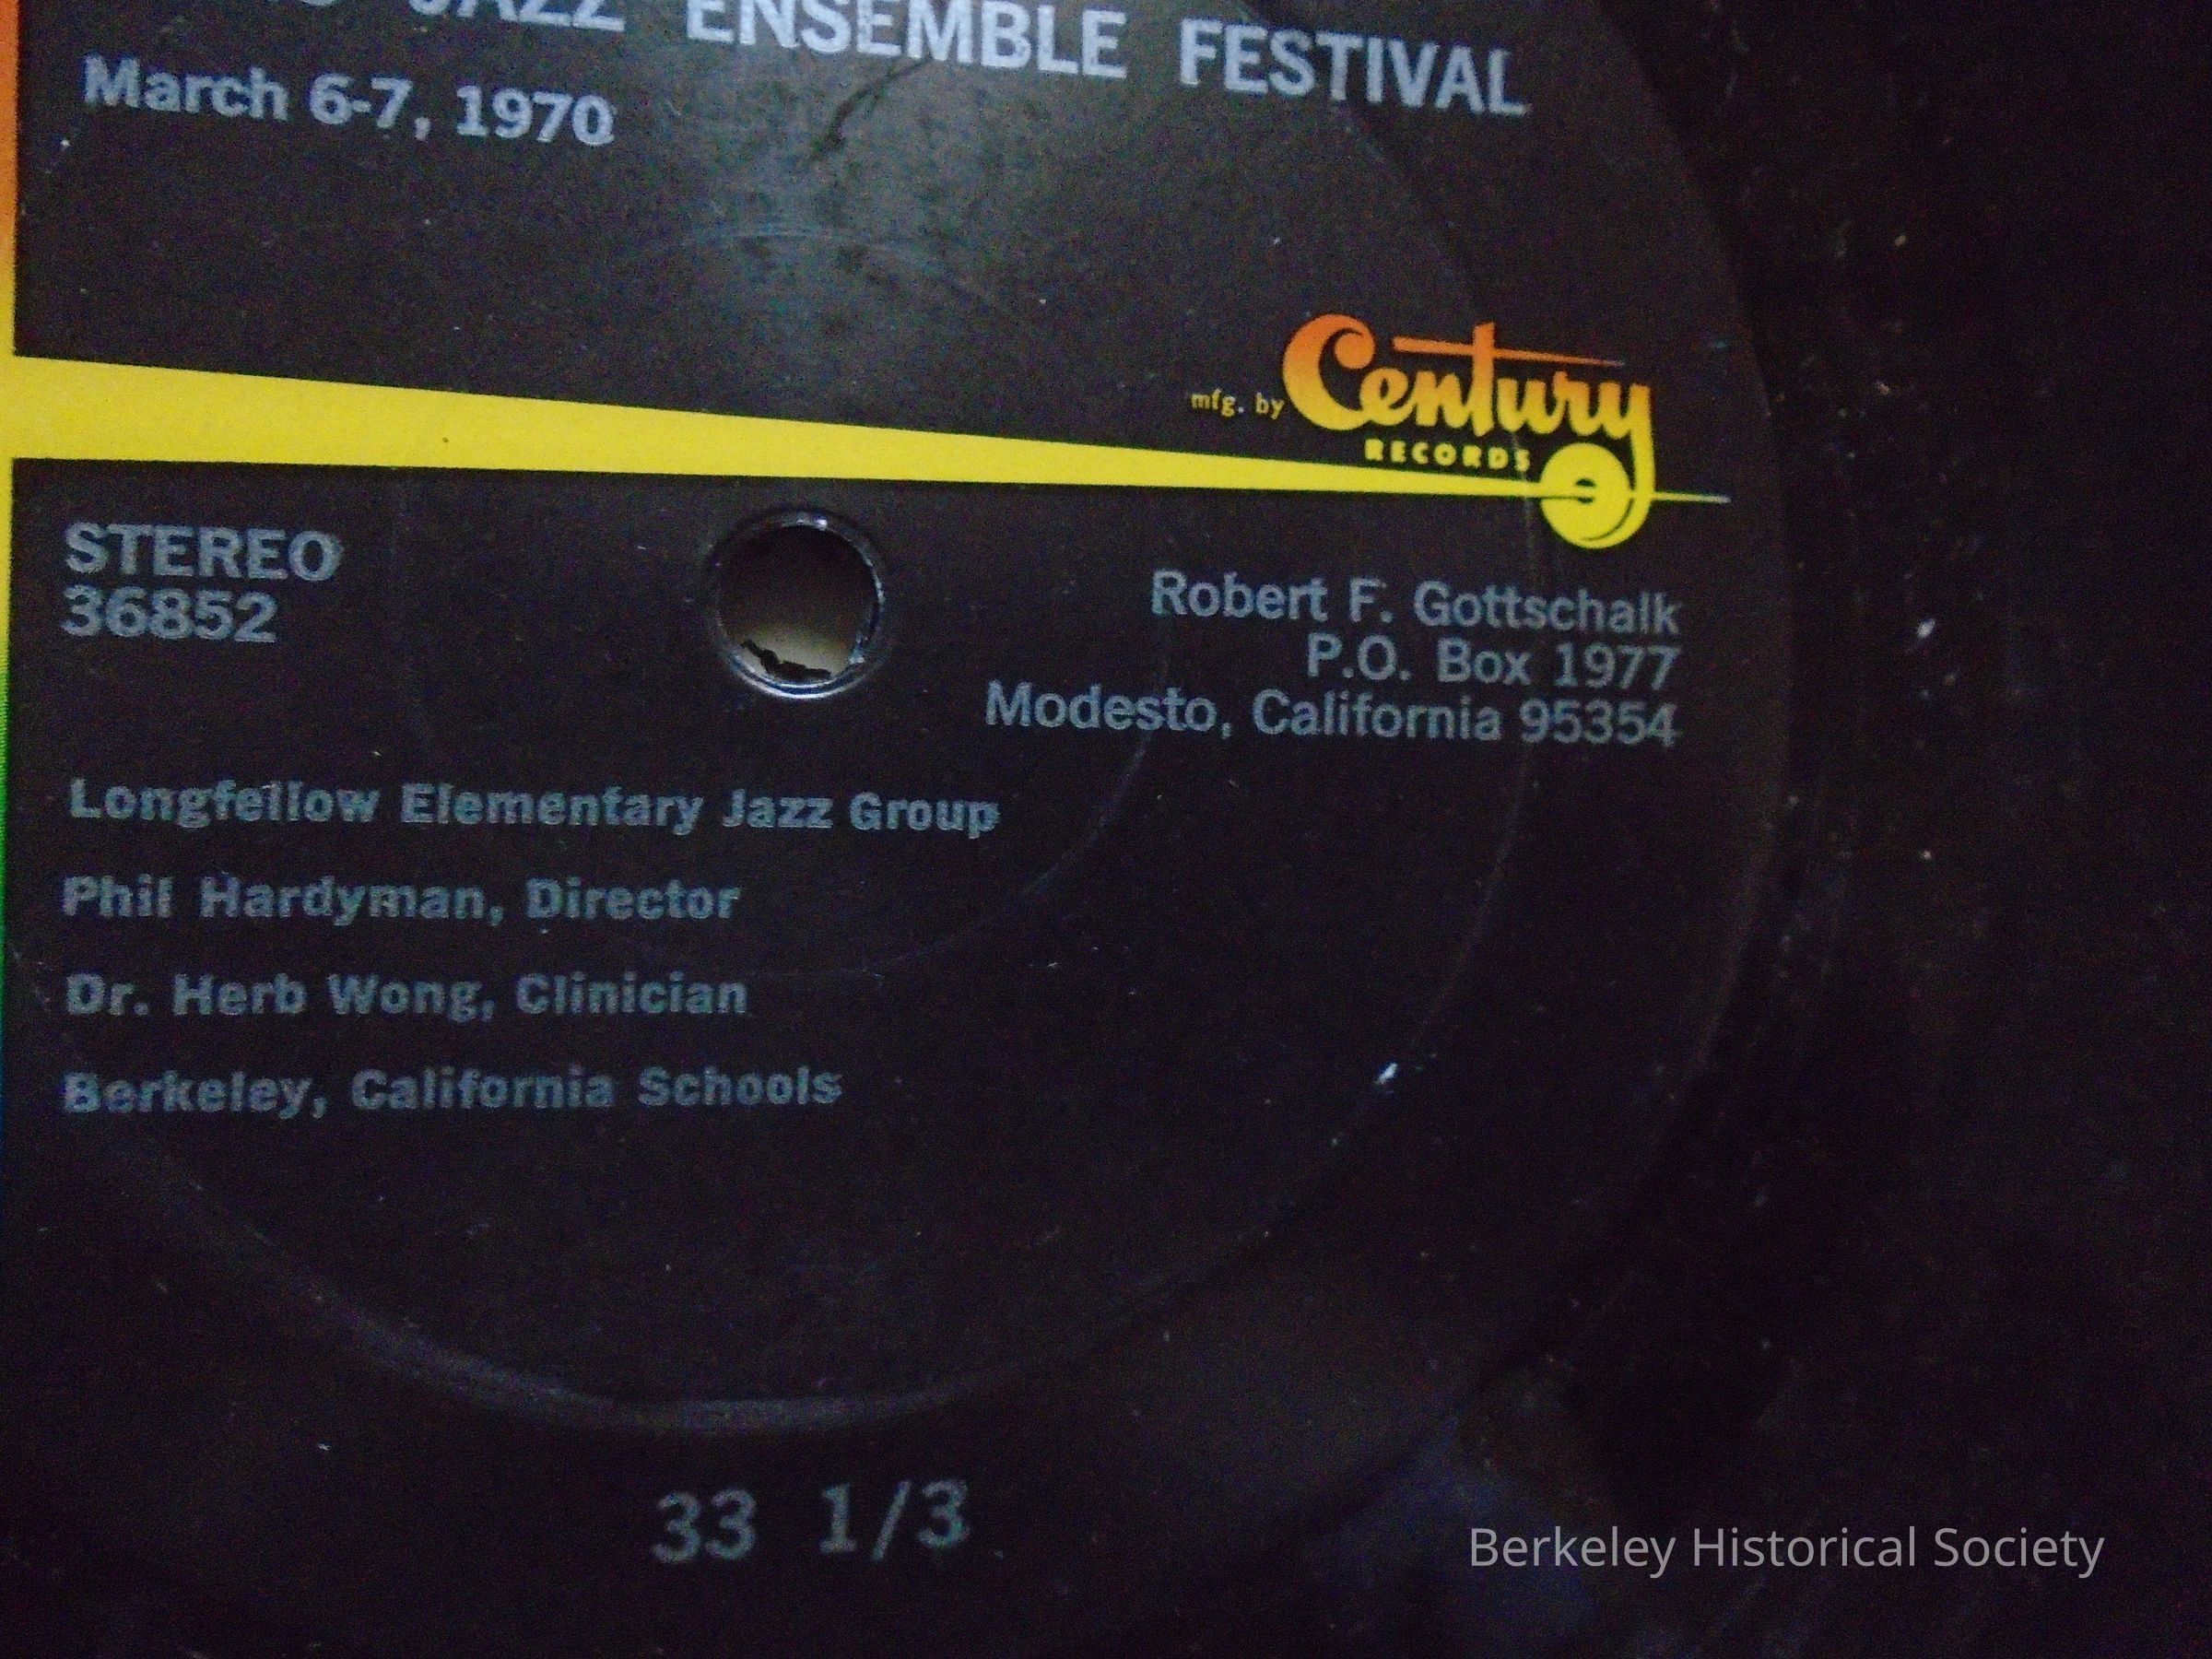 JAZZ ENSEMBLE FESTIVAL
March 6-7, 1970
mfg. by Century
RECORDS
STEREO
36852
Robert F. Gottschalk
P.O. Box 1977
Modesto, California 95354
Longfellow Elementary Jazz Group
Phil Hardyman, Director
Dr. Herb Wong, Clinician
Berkeley, California Schools
33 1/3
Berkeley Historical Society